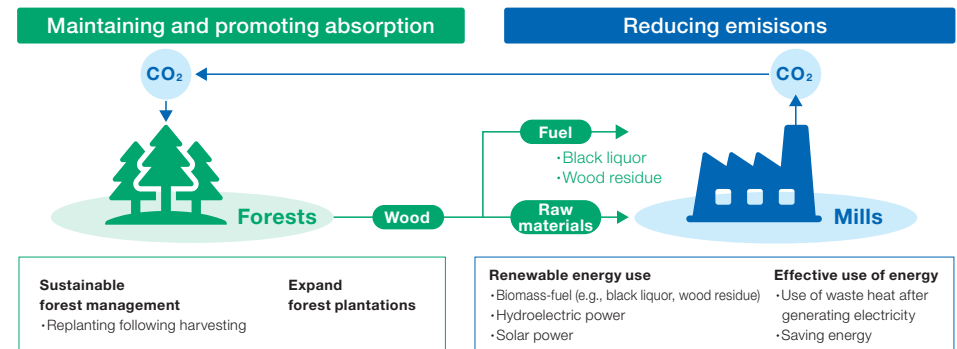 Maintaining and promoting absorption
Reducing emisisons
CO₂
CO₂
Fuel
・Black liquor
・Wood residue
Forests
Wood
Raw
materials
Mills
Sustainable
forest management
・Replanting following harvesting
Expand
forest plantations
Renewable energy use
・Biomass-fuel (e.g., black liquor, wood residue)
・Hydroelectric power
・Solar power
Effective use of energy
・Use of waste heat after
generating electricity
・Saving energy